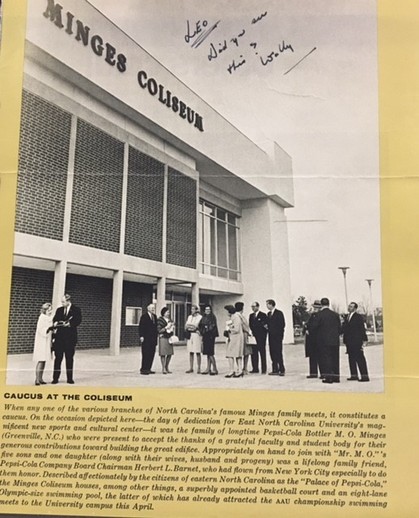 MINGES COLISEUM
LEO
Did you see
this? Wally
CAUCUS AT THE COLISEUM
When any one of the various branches of North Carolina's famous Minges family meets, it constitutes a
caucus. On the occasion depicted here—the day of dedication for East North Carolina University's mag-
nificent new sports and cultural center—it was the family of longtime Pepsi-Cola Bottler M. O. Minges
(Greenville, N.C.) who were present to accept the thanks of a grateful faculty and student body for their
generous contributions toward building the great edifice. Appropriately on hand to join with "Mr. M. O."'s
five sons and one daughter (along with their wives, husband and progeny) was a lifelong family friend,
Pepsi-Cola Company Board Chairman Herbert L. Barnet, who had flown from New York City especially to do
them honor. Described affectionately by the citizens of eastern North Carolina as the "Palace of Pepsi-Cola,"
the Minges Coliseum houses, among other things, a superbly appointed basketball court and an eight-lane
Olympic-size swimming pool, the latter of which has already attracted the AAU championship swimming
meets to the University campus this April.